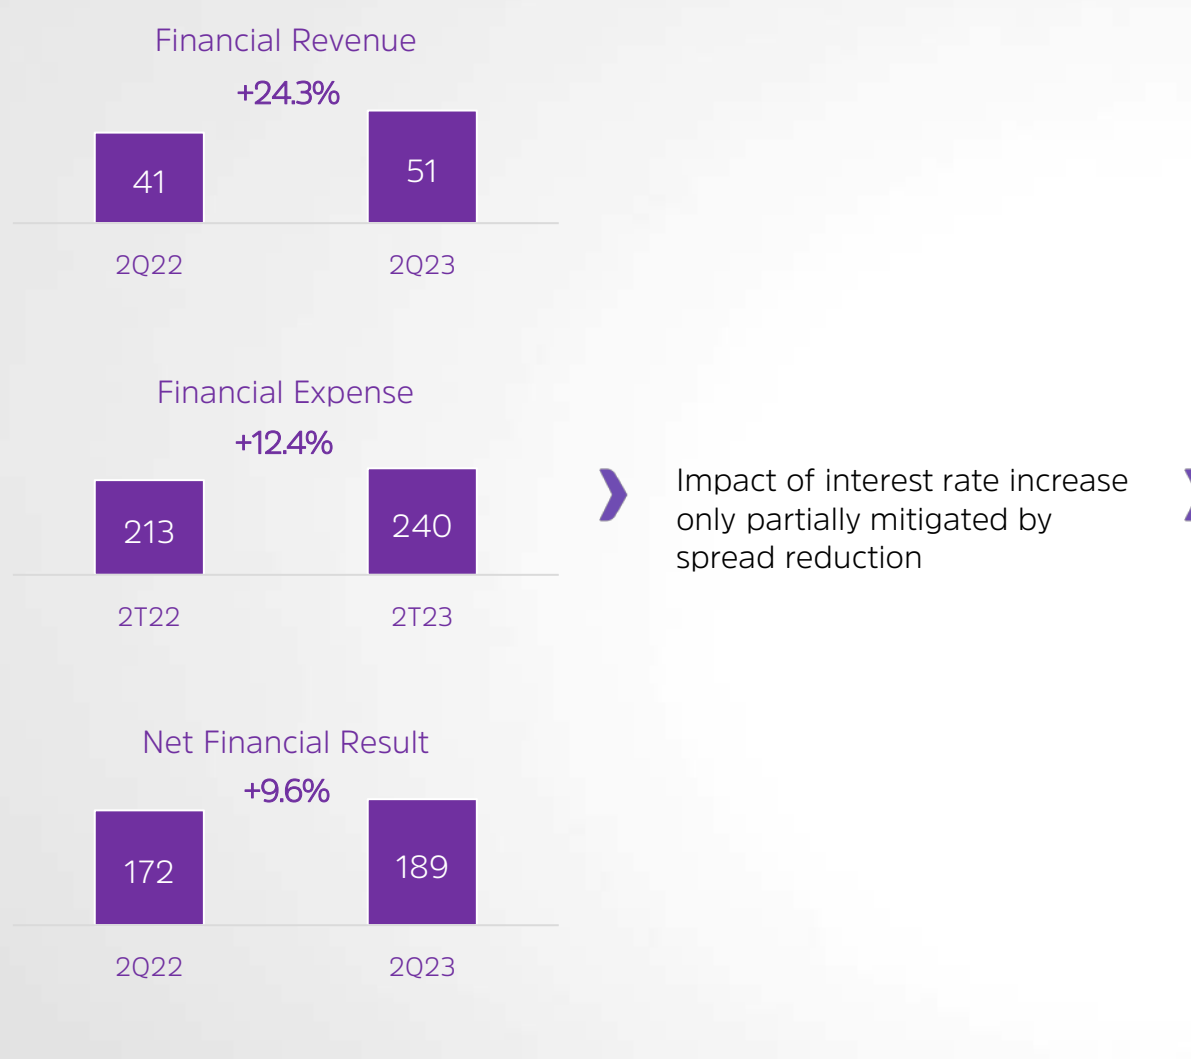 Financial Revenue
+24.3%
41
51
2Q22
2Q23
Financial Expense
+12.4%
213
240
2T22
2T23
Impact of interest rate increase
only partially mitigated by
spread reduction
Net Financial Result
+9.6%
172
189
2Q22
2Q23